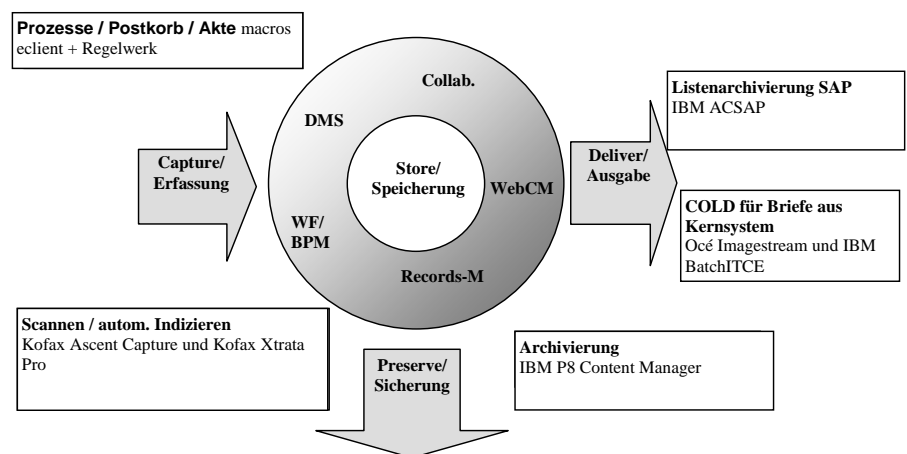 Prozesse / Postkorb / Akte macros
eclient + Regelwerk
Collab.
DMS
Capture/
Erfassung
Store/
Speicherung
WebCM
WF/
BPM
Records-M
Deliver/
Ausgabe
Listenarchivierung SAP
IBM ACSAP
COLD für Briefe aus
Kernsystem
Océ Imagestream und IBM
BatchITCE
Scannen / autom. Indizieren
Kofax Ascent Capture und Kofax Xtrata
Pro
Preserve/
Sicherung
Archivierung
IBM P8 Content Manager